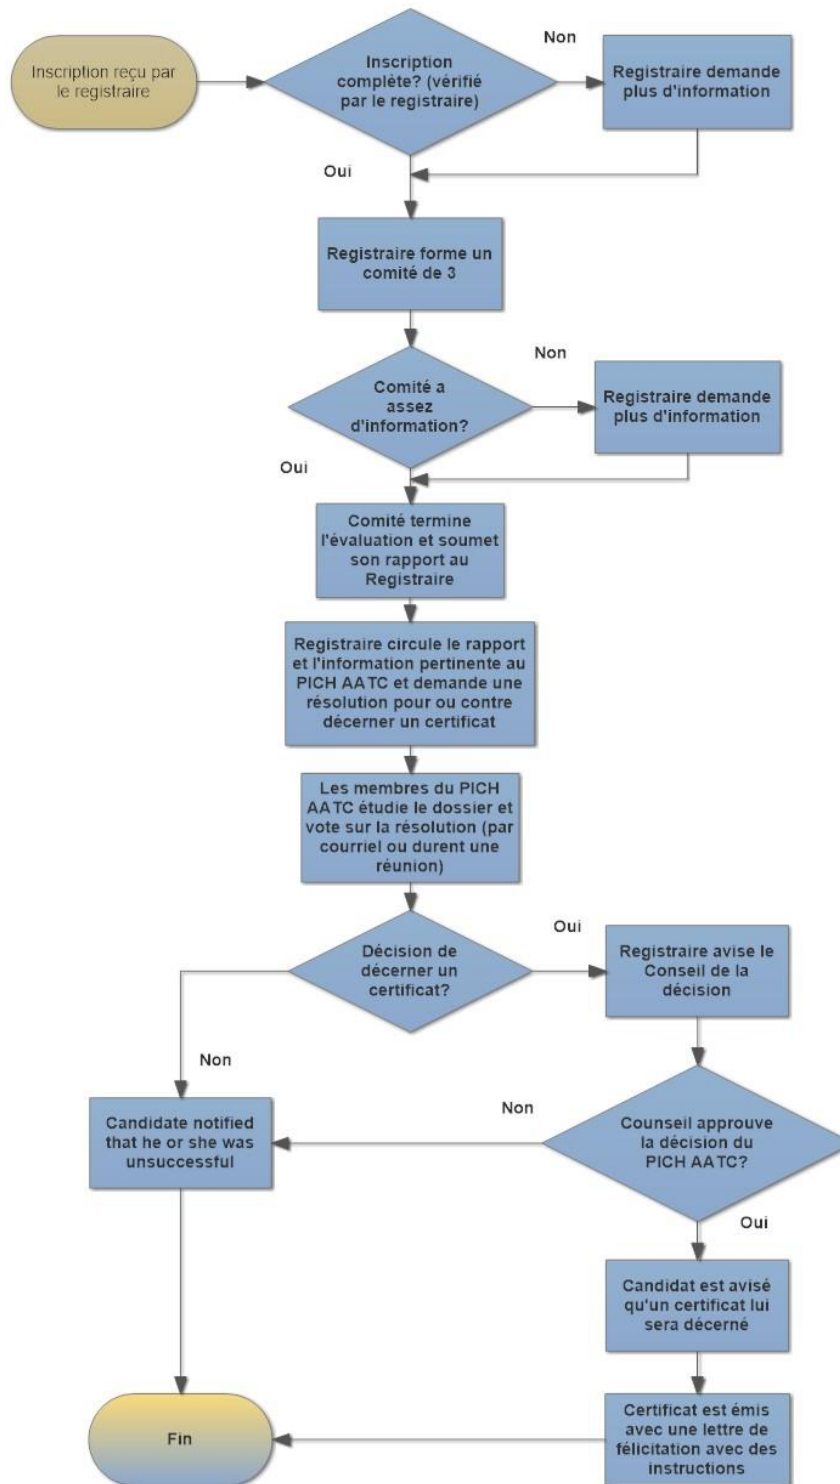 Inscription reçu par
le registraire
Inscription
complète? (vérifié
par le registraire)
Non
Registraire demande
plus d'information
Oui
Registraire forme un
comité de 3
Comité a
assez
d'information?
Non
Registraire demande
plus d'information
Oui
Comité termine
l'évaluation et soumet
son rapport au
Registraire
Registraire circule le rapport
et l'information pertinente au
PICH AATC et demande une
résolution pour ou contre
décerner un certificat
Les membres du PICH
AATC étudie le dossier et
vote sur la résolution (par
courriel ou durent une
réunion)
Décision de
décerner un
certificat?
Oui
Registraire avise le
Conseil de la
décision
Non
Candidate notified
that he or she was
unsuccessful
Non
Counseil approuve
la décision du
PICH AATC?
Oui
Candidat est avisé
qu'un certificat lui
sera décerné
Certificat est émis
avec une lettre de
félicitation avec des
instructions
Fin